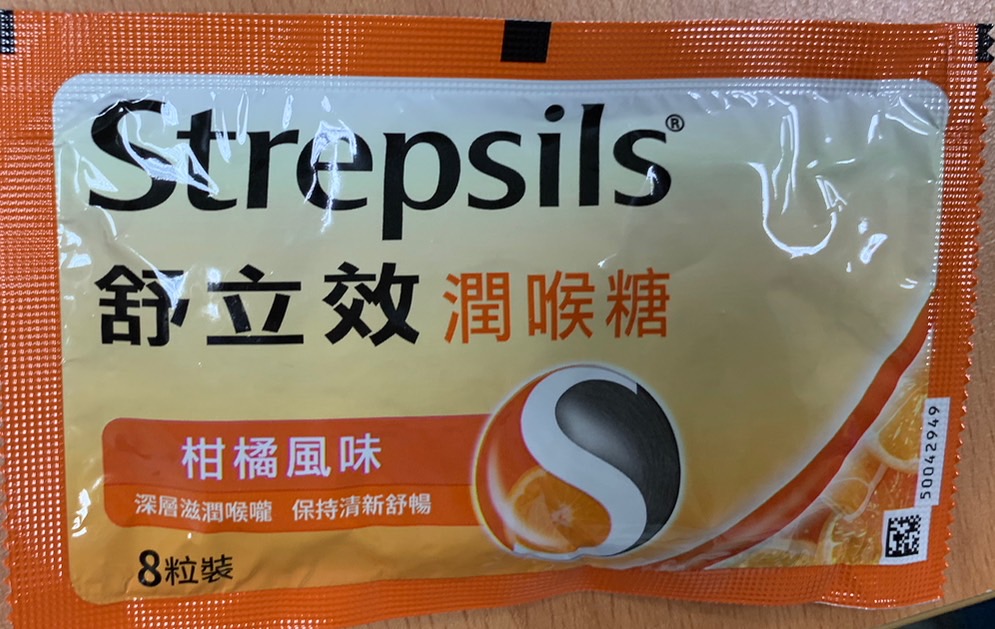 Strepsils®
舒立效 潤喉糖
柑橘風味
深層滋潤喉嚨 保持清新舒暢
8粒裝
50042949